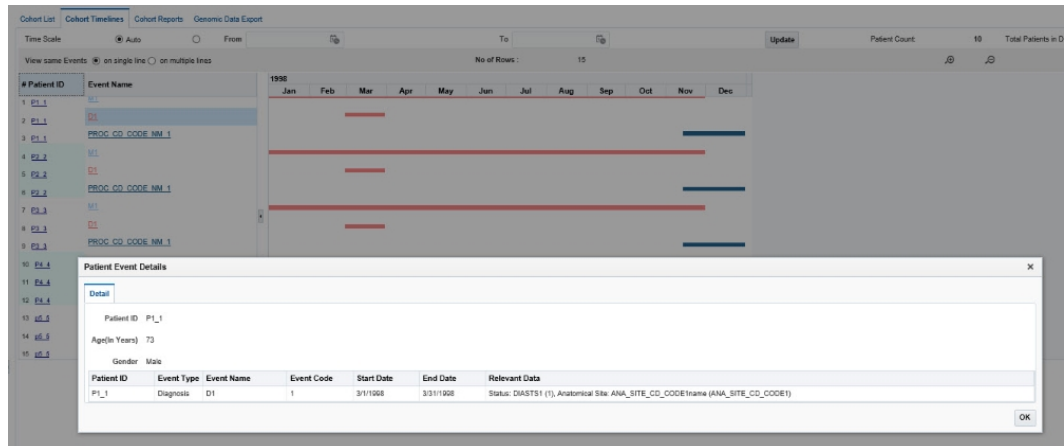 Cohort List Cohort Timelines Cohort Reports Genomic Data Export
Time Scale Auto From To Update Patient Count: 10 Total Patients in D
View same Events on single line on multiple lines No of Rows : 15
1998
# Patient ID Event Name Jan Feb Mar Apr May Jun Jul Aug Sep Oct Nov Dec
1 P1_1 M1
2 P1_1 D1
3 P1_1 PROC_CD_CODE_NM_1
4 P2_2 M1
5 P2_2 D1
6 P2_2 PROC_CD_CODE_NM_1
7 P3_3 M1
8 P3_3 D1
9 P3_3 PROC_CD_CODE_NM_1
10 P4_4
11 P4_4
12 P4_4
13 p5_5
14 p5_5
15 p5_5
Patient Event Details
Detail
Patient ID P1_1
Age(In Years) 73
Gender Male
Patient ID Event Type Event Name Event Code Start Date End Date Relevant Data
P1_1 Diagnosis D1 1 3/1/1998 3/31/1998 Status: DIASTS1 (1), Anatomical Site: ANA_SITE_CD_CODE1name (ANA_SITE_CD_CODE1)
OK